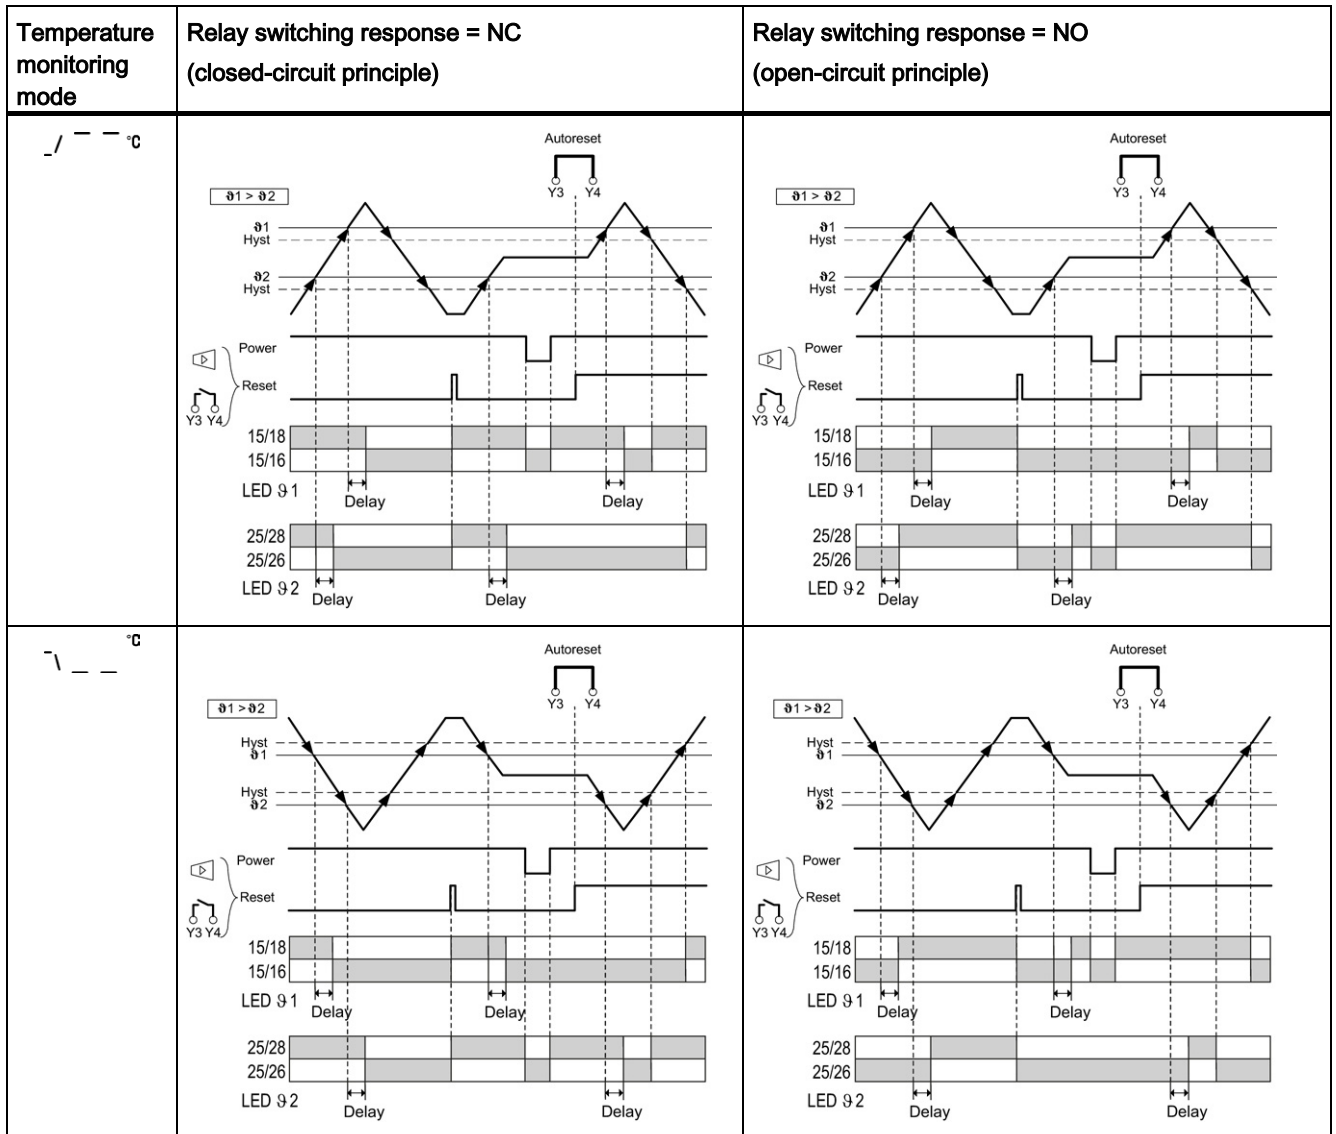 Temperature monitoring mode
Relay switching response = NC
(closed-circuit principle)
Relay switching response = NO
(open-circuit principle)
°C
Autoreset
Y3 Y4
ϑ1 > ϑ2
ϑ1
Hyst
ϑ2
Hyst
Power
Reset
Y3 Y4
15/18
15/16
LED ϑ1
Delay
Delay
25/28
25/26
LED ϑ2
Delay
Delay
Autoreset
Y3 Y4
ϑ1 > ϑ2
ϑ1
Hyst
ϑ2
Hyst
Power
Reset
Y3 Y4
15/18
15/16
LED ϑ1
Delay
Delay
25/28
25/26
LED ϑ2
Delay
Delay
°C
Autoreset
Y3 Y4
ϑ1 > ϑ2
Hyst
ϑ1
Hyst
ϑ2
Power
Reset
Y3 Y4
15/18
15/16
LED ϑ1
Delay
Delay
25/28
25/26
LED ϑ2
Delay
Delay
Autoreset
Y3 Y4
ϑ1 > ϑ2
Hyst
ϑ1
Hyst
ϑ2
Power
Reset
Y3 Y4
15/18
15/16
LED ϑ1
Delay
Delay
25/28
25/26
LED ϑ2
Delay
Delay